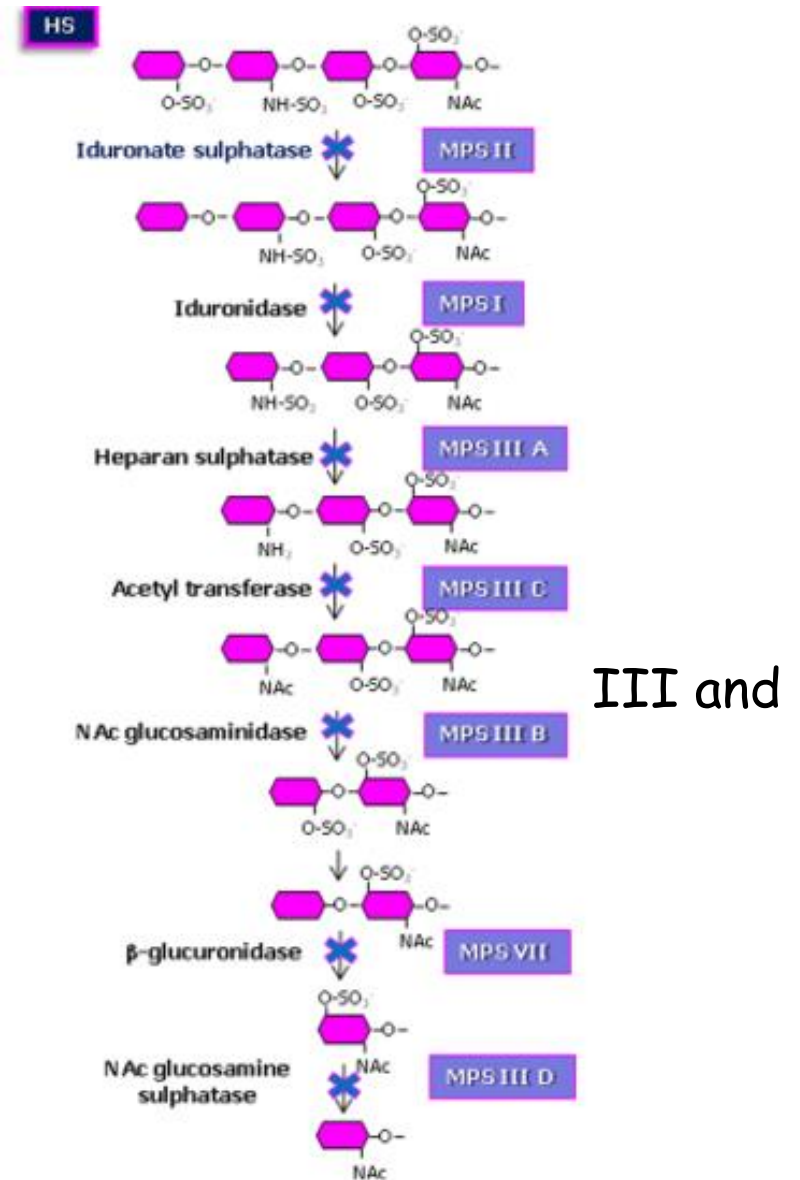 HS
O-SO₃⁻
-O- -O- -O- -O-
O-SO₃⁻ NH-SO₃ O-SO₃⁻ NAc
Iduronate sulphatase MPS II
O-SO₃⁻
-O- -O- -O- -O-
NH-SO₃ O-SO₃⁻ NAc
Iduronidase MPS I
O-SO₃⁻
-O- -O- -O-
NH-SO₃ O-SO₃⁻ NAc
Heparan sulphatase MPS III A
O-SO₃⁻
-O- -O- -O-
NH₂ O-SO₃⁻ NAc
Acetyl transferase MPS III C
O-SO₃⁻
-O- -O- -O-
NAc O-SO₃⁻ NAc
III and
NAc glucosaminidase MPS III B
O-SO₃⁻
-O- -O-
O-SO₃⁻ NAc
O-SO₃⁻
-O- -O-
NAc
β-glucuronidase MPS VII
O-SO₃⁻
-O-
NAc
NAc glucosamine
sulphatase MPS III D
-O-
NAc